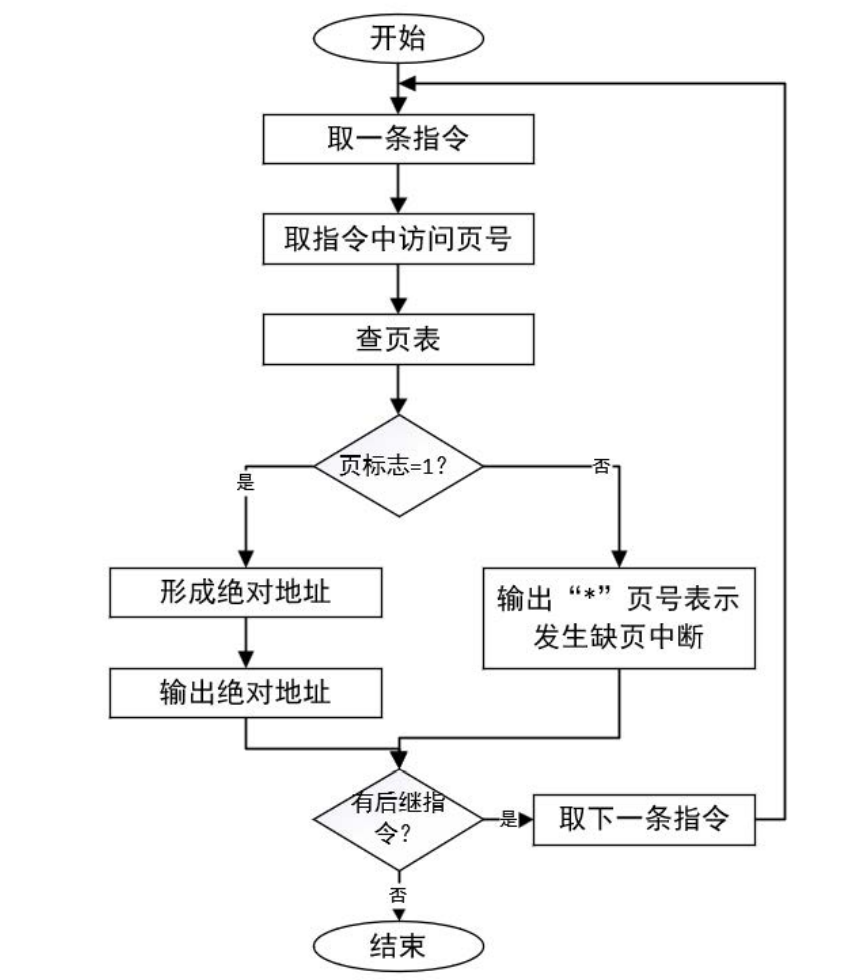 开始
取一条指令
取指令中访问页号
查页表
页标志=1?
是
否
形成绝对地址
输出“*”页号表示
发生缺页中断
输出绝对地址
有后继指
令?
是
取下一条指令
否
结束